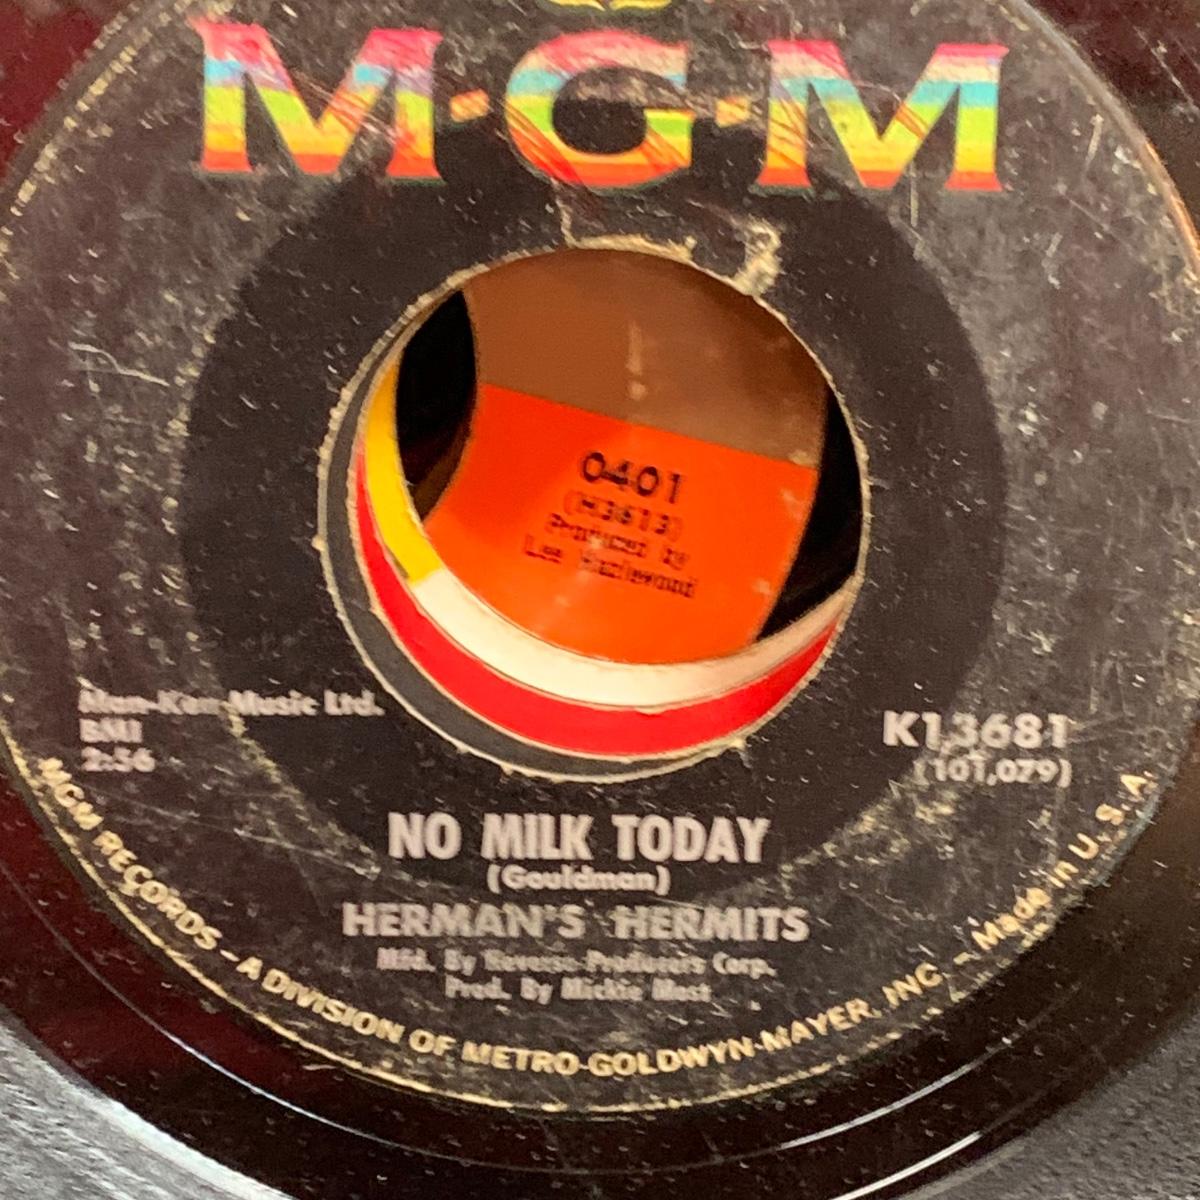 M-G-M
0401
(H3613)
Produced by
Lee Hazlewood
Man-Ken Music Ltd.
BMI
2:56
K13681
(101,079)
NO MILK TODAY
(Gouldman)
HERMAN'S HERMITS
Mfd. By Reverse Producers Corp.
Prod. By Mickie Most
MGM RECORDS – A DIVISION OF METRO-GOLDWYN-MAYER, INC. – Made in U.S.A.